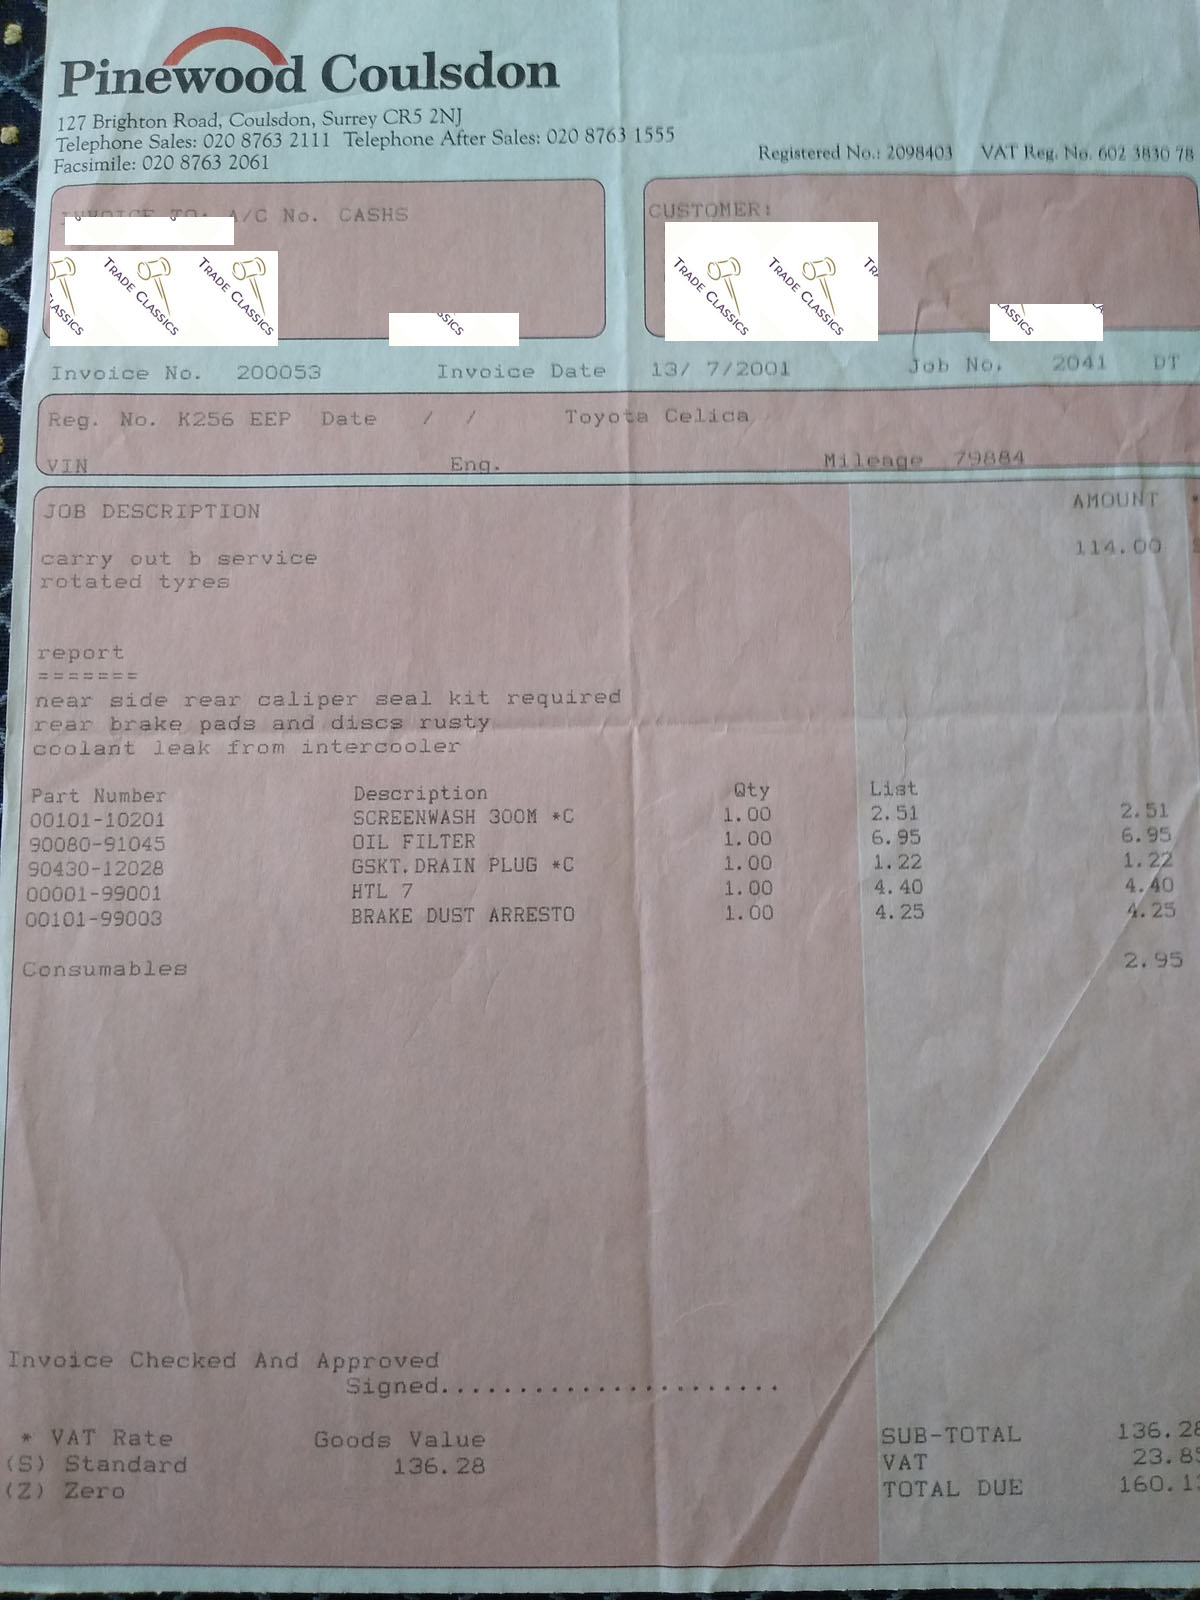 Pinewood Coulsdon
127 Brighton Road, Coulsdon, Surrey CR5 2NJ
Telephone Sales: 020 8763 2111 Telephone After Sales: 020 8763 1555
Facsimile: 020 8763 2061
Registered No.: 2098403 VAT Reg. No. 602 3830 78
INVOICE TO: A/C No. CASHS
CUSTOMER:
TRADE CLASSICS TRADE CLASSICS
TRADE CLASSICS TRADE CLASSICS
Invoice No. 200053 Invoice Date 13/ 7/2001 Job No. 2041 DT
Reg. No. K256 EEP Date / / Toyota Celica
VIN Eng. Mileage 79884
JOB DESCRIPTION AMOUNT
carry out b service 114.00
rotated tyres
report
=======
near side rear caliper seal kit required
rear brake pads and discs rusty
coolant leak from intercooler
Part Number Description Qty List
00101-10201 SCREENWASH 300M *C 1.00 2.51 2.51
90080-91045 OIL FILTER 1.00 6.95 6.95
90430-12028 GSKT.DRAIN PLUG *C 1.00 1.22 1.22
00001-99001 HTL 7 1.00 4.40 4.40
00101-99003 BRAKE DUST ARRESTO 1.00 4.25 4.25
Consumables 2.95
Invoice Checked And Approved
Signed.......................
* VAT Rate Goods Value SUB-TOTAL 136.28
(S) Standard 136.28 VAT 23.85
(Z) Zero TOTAL DUE 160.1